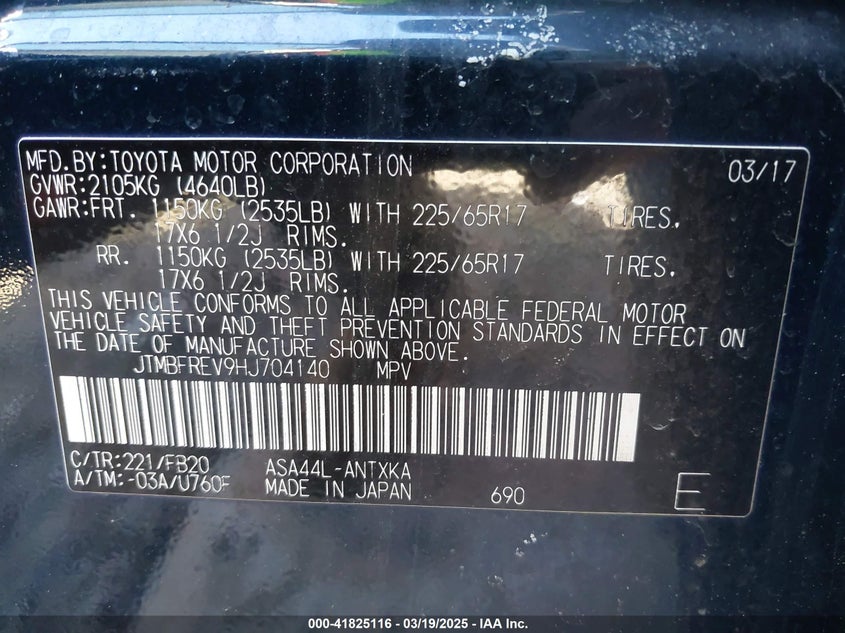 MFD.BY:TOYOTA MOTOR CORPORATION 03/17
GVWR:2105KG (4640LB)
GAWR:FRT. 1150KG (2535LB) WITH 225/65R17 TIRES.
17X6 1/2J RIMS.
RR. 1150KG (2535LB) WITH 225/65R17 TIRES.
17X6 1/2J RIMS.
THIS VEHICLE CONFORMS TO ALL APPLICABLE FEDERAL MOTOR
VEHICLE SAFETY AND THEFT PREVENTION STANDARDS IN EFFECT ON
THE DATE OF MANUFACTURE SHOWN ABOVE.
JTMBFREV9HJ704140 MPV
C/TR:221/FB20 ASA44L-ANTXKA
A/TM:-03A/U760F MADE IN JAPAN 690 E
000-41825116 - 03/19/2025 - IAA Inc.